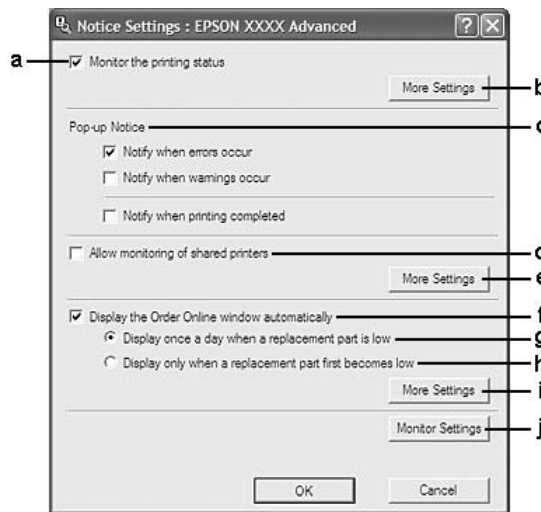 Notice Settings : EPSON XXXX Advanced
a
Monitor the printing status
More Settings
b
Pop-up Notice
c
Notify when errors occur
Notify when warnings occur
Notify when printing completed
Allow monitoring of shared printers
d
More Settings
e
Display the Order Online window automatically
f
Display once a day when a replacement part is low
g
Display only when a replacement part first becomes low
h
More Settings
i
Monitor Settings
j
OK
Cancel